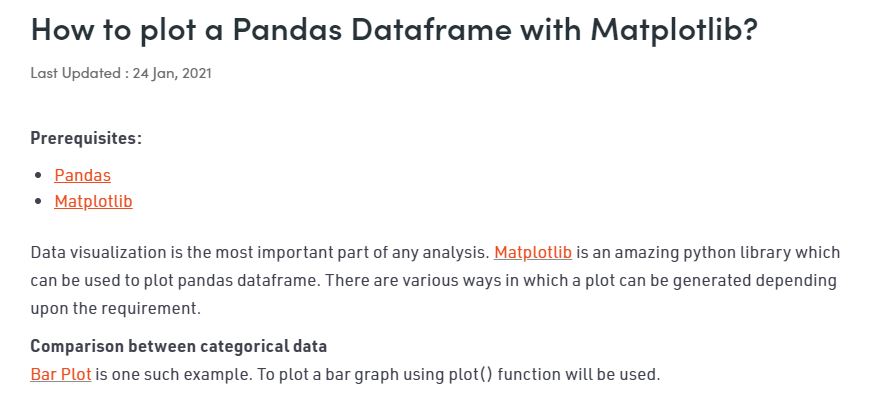 How to plot a Pandas Dataframe with Matplotlib?
Last Updated : 24 Jan, 2021
Prerequisites:
Pandas
Matplotlib
Data visualization is the most important part of any analysis. Matplotlib is an amazing python library which
can be used to plot pandas dataframe. There are various ways in which a plot can be generated depending
upon the requirement.
Comparison between categorical data
Bar Plot is one such example. To plot a bar graph using plot() function will be used.